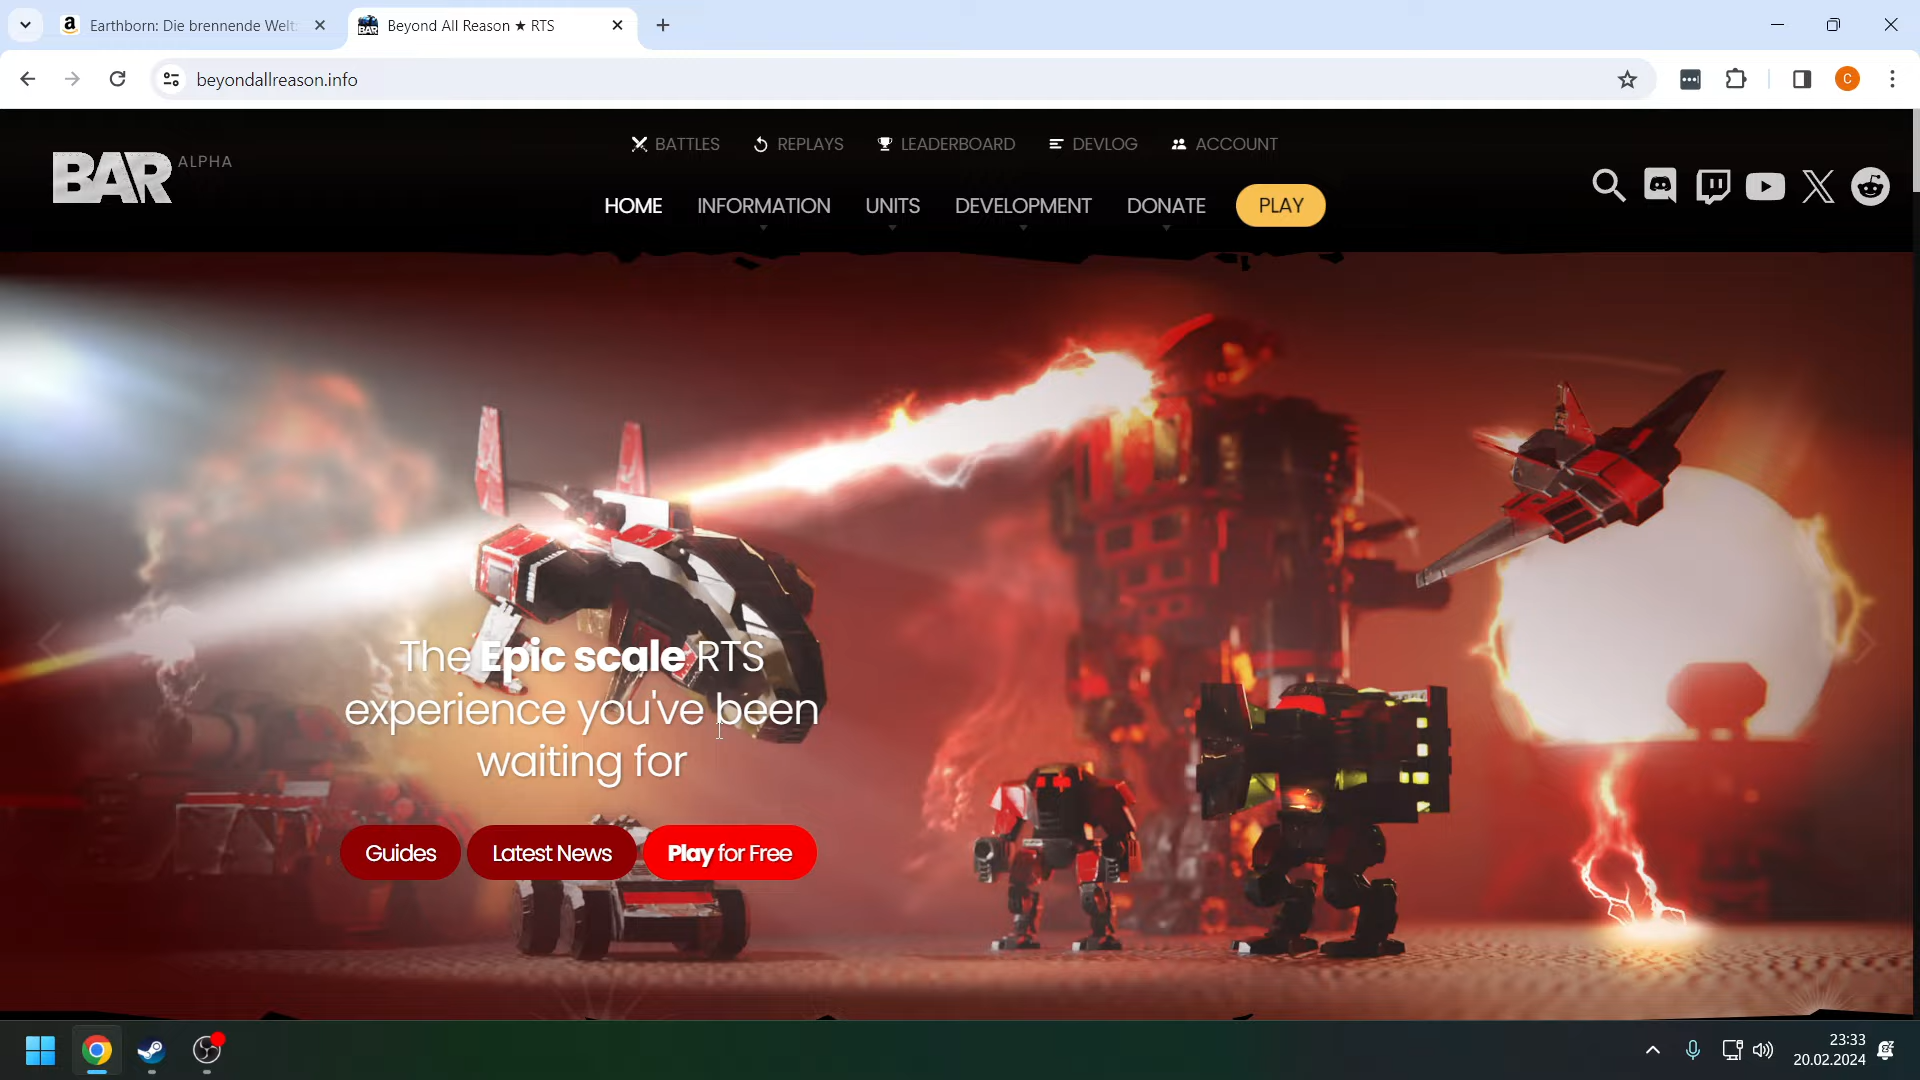 Earthborn: Die brennende Welt:
Beyond All Reason ★ RTS
beyondallreason.info
C
BAR ALPHA
BATTLES REPLAYS LEADERBOARD DEVLOG ACCOUNT
HOME INFORMATION UNITS DEVELOPMENT DONATE PLAY
The Epic scale RTS
experience you've been
waiting for
Guides Latest News Play for Free
23:33
20.02.2024